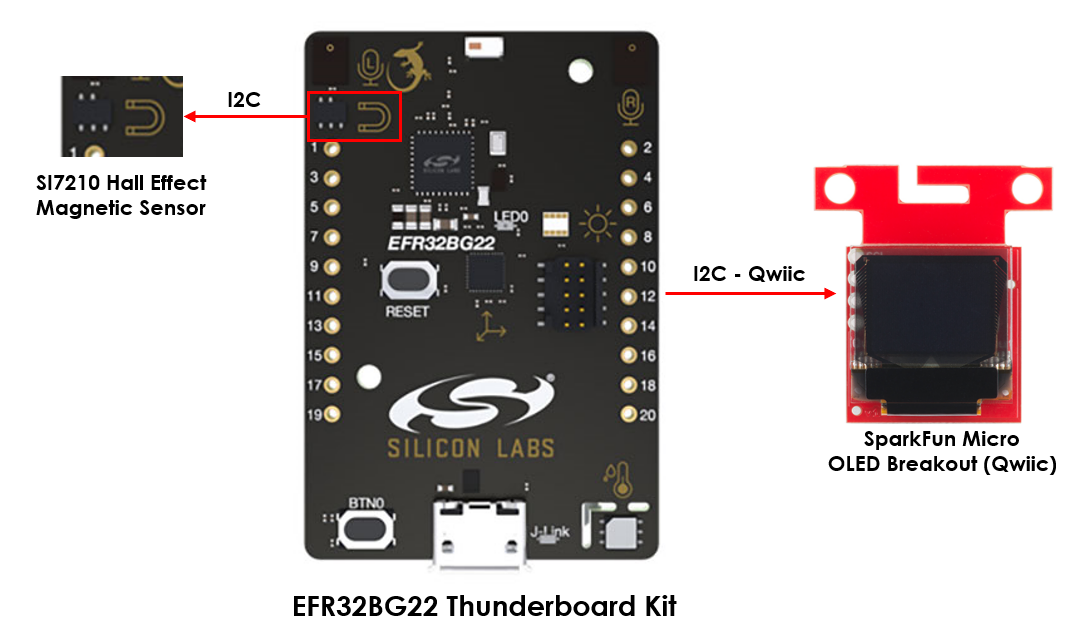 I2C
SI7210 Hall Effect
Magnetic Sensor
1
L
R
SILICON LABS
1
2
3
4
5
6
7
8
9
10
11
12
13
14
15
16
17
18
19
20
LED0
EFR32BG22
RESET
I2C - Qwiic
SILICON LABS
®
BTN0
J-Link
SparkFun Micro
OLED Breakout (Qwiic)
EFR32BG22 Thunderboard Kit